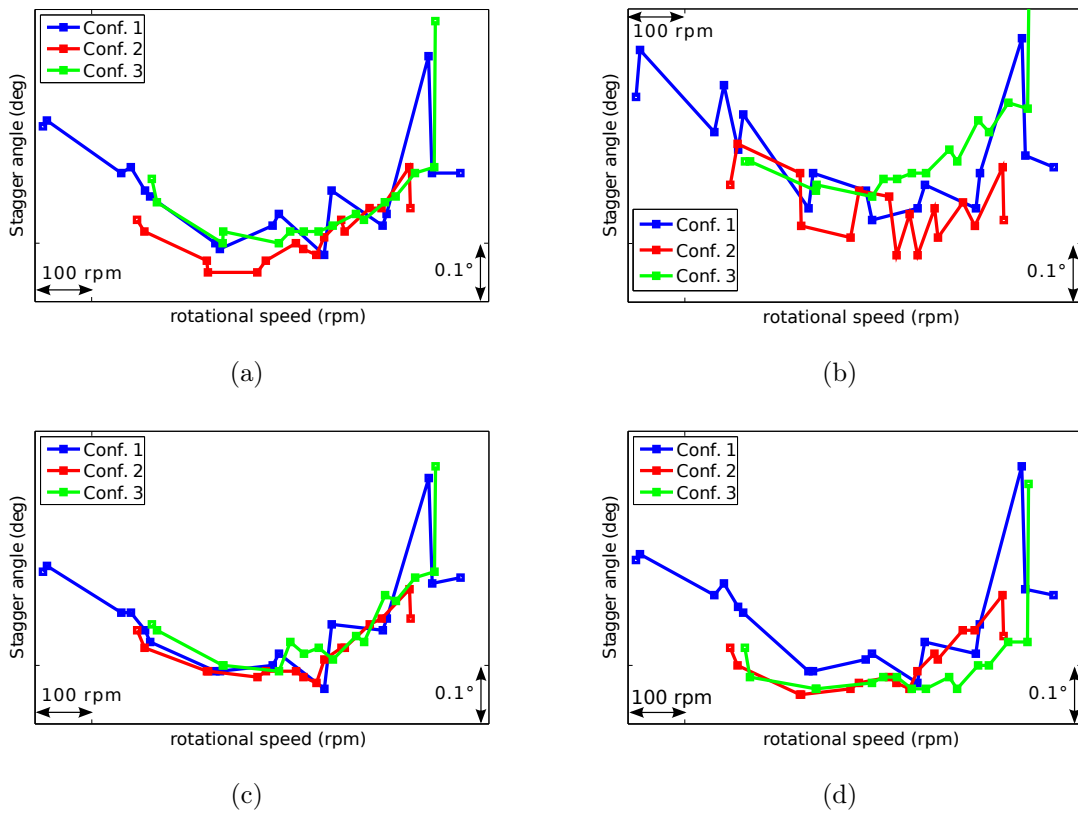 Conf. 1
Conf. 2
Conf. 3
Stagger angle (deg)
100 rpm
0.1°
rotational speed (rpm)
(a)
100 rpm
Stagger angle (deg)
Conf. 1
Conf. 2
Conf. 3
0.1°
rotational speed (rpm)
(b)
Conf. 1
Conf. 2
Conf. 3
Stagger angle (deg)
100 rpm
0.1°
rotational speed (rpm)
(c)
Conf. 1
Conf. 2
Conf. 3
Stagger angle (deg)
100 rpm
0.1°
rotational speed (rpm)
(d)